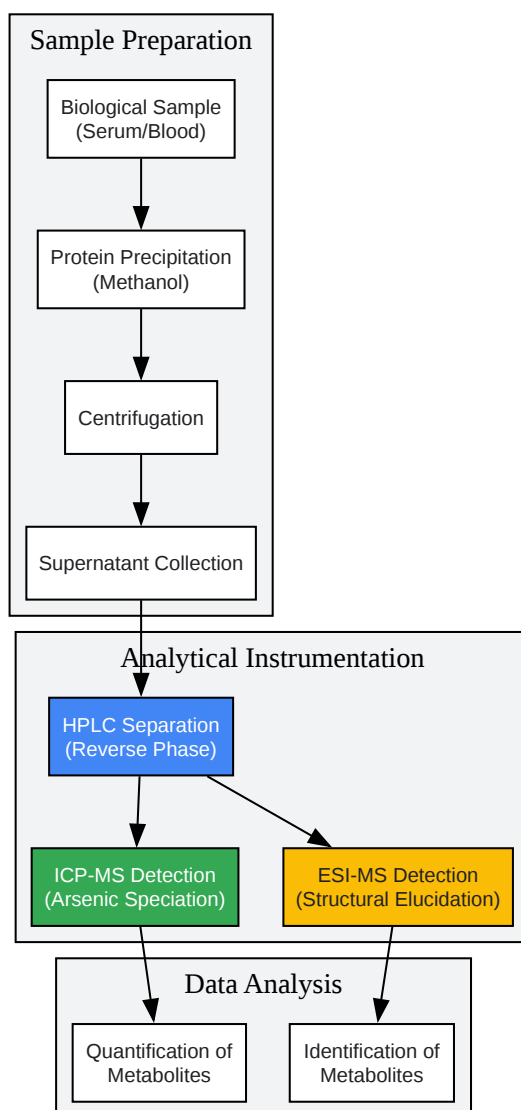 Sample Preparation
Biological Sample
(Serum/Blood)
Protein Precipitation
(Methanol)
Centrifugation
Supernatant Collection
Analytical Instrumentation
HPLC Separation
(Reverse Phase)
ICP-MS Detection
(Arsenic Speciation)
ESI-MS Detection
(Structural Elucidation)
Data Analysis
Quantification of
Metabolites
Identification of
Metabolites